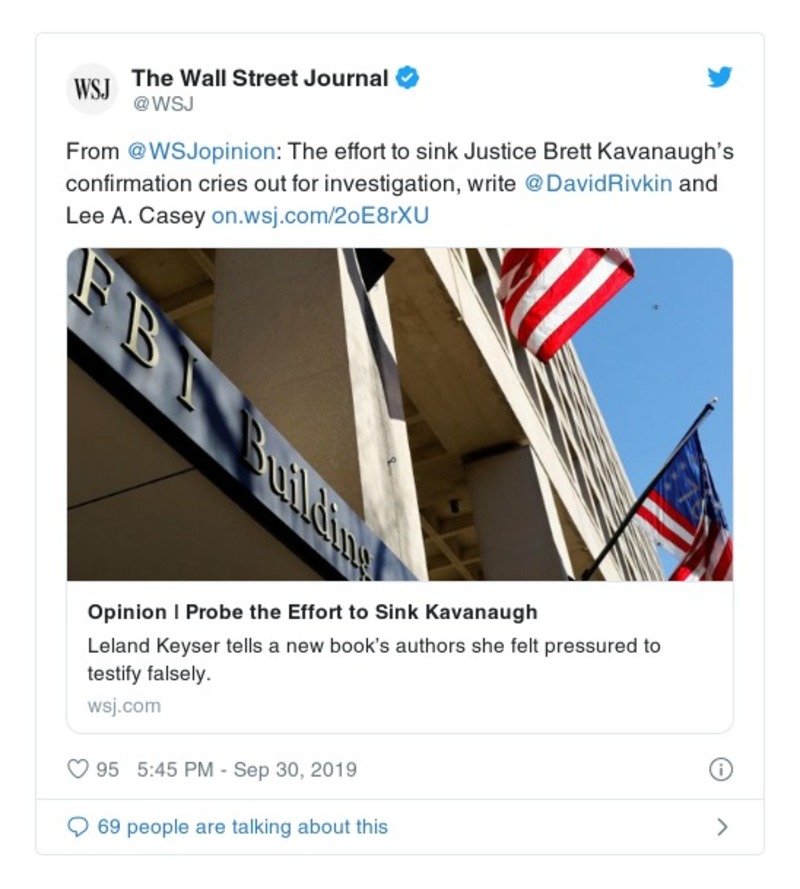 WSJ
The Wall Street Journal
@WSJ
From @WSJopinion: The effort to sink Justice Brett Kavanaugh's
confirmation cries out for investigation, write @DavidRivkin and
Lee A. Casey on.wsj.com/2oE8rXU
FBI Building
Opinion | Probe the Effort to Sink Kavanaugh
Leland Keyser tells a new book's authors she felt pressured to
testify falsely.
wsj.com
95 5:45 PM - Sep 30, 2019
69 people are talking about this